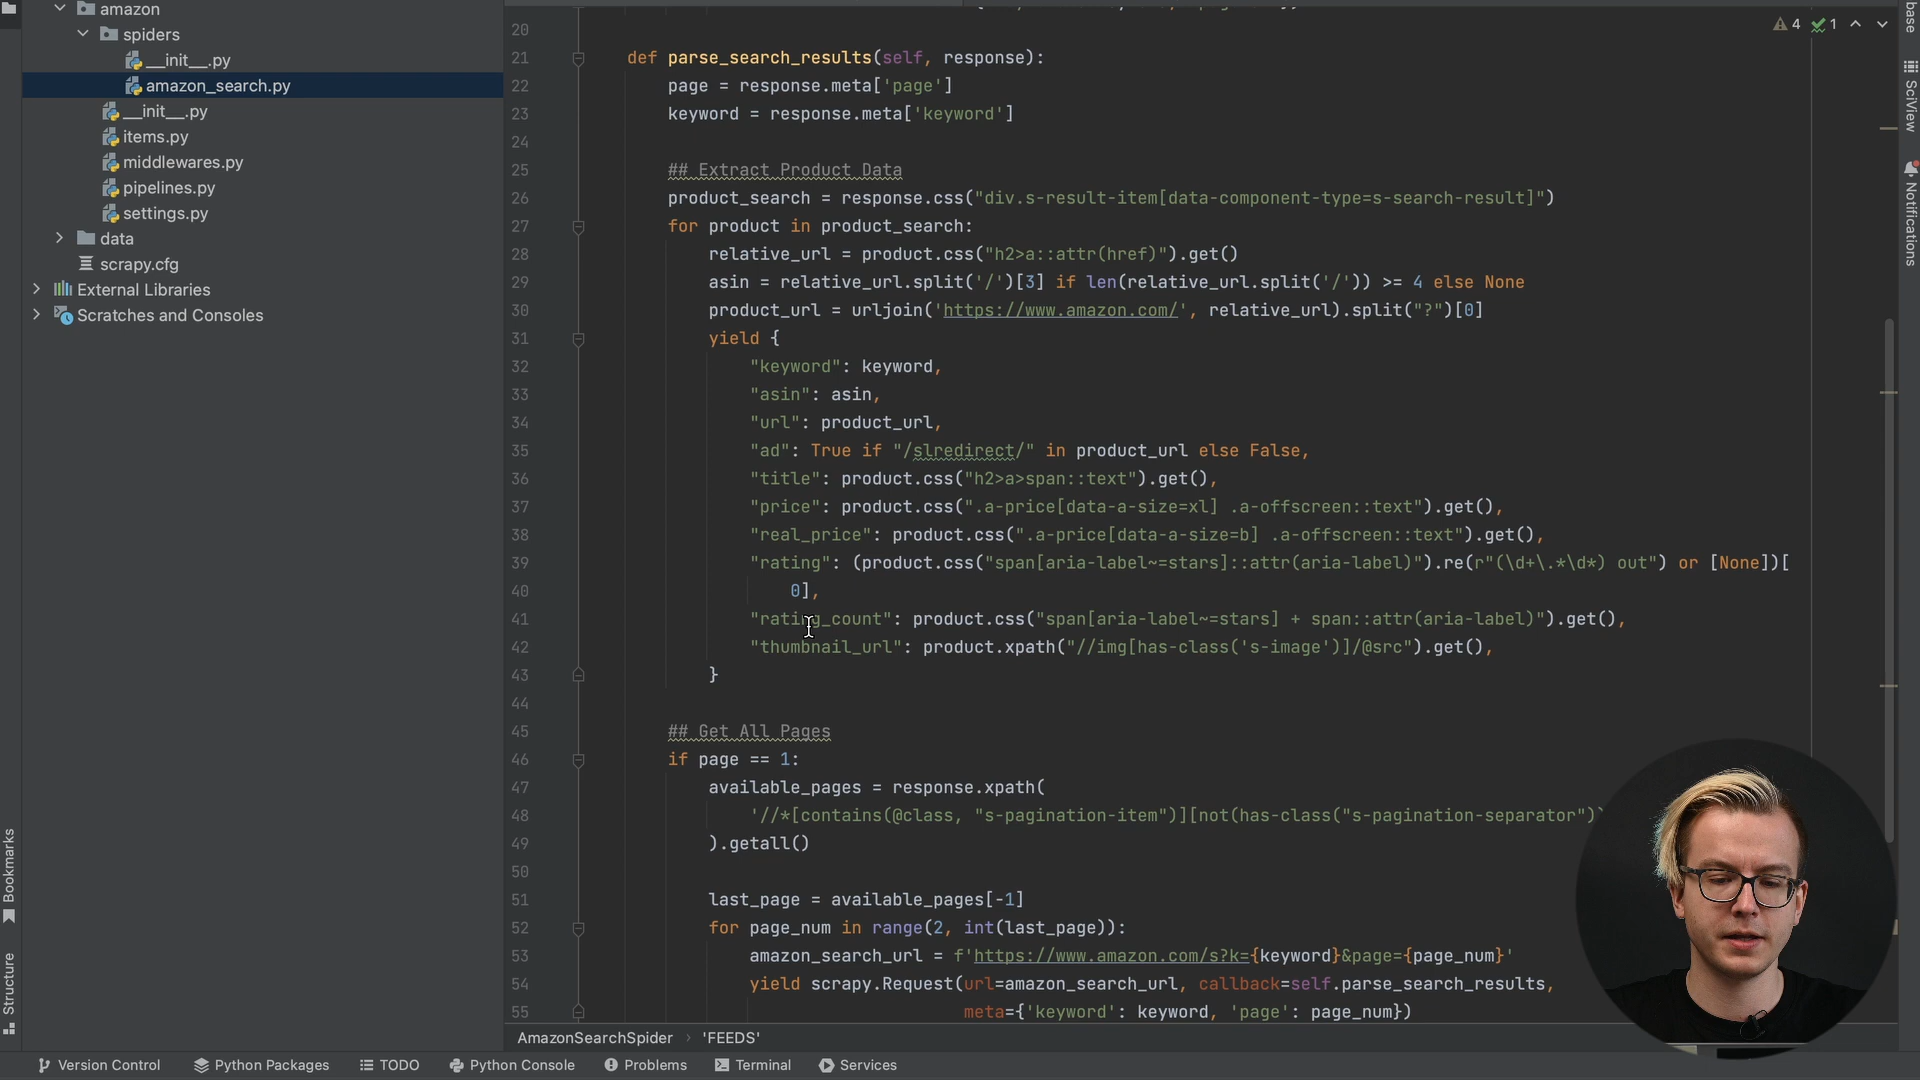 amazon
spiders
__init__.py
amazon_search.py
__init__.py
items.py
middlewares.py
pipelines.py
settings.py
data
scrapy.cfg
External Libraries
Scratches and Consoles
Bookmarks
Structure
20
21 def parse_search_results(self, response):
22 page = response.meta['page']
23 keyword = response.meta['keyword']
24
25 ## Extract Product Data
26 product_search = response.css("div.s-result-item[data-component-type=s-search-result]")
27 for product in product_search:
28 relative_url = product.css("h2>a::attr(href)").get()
29 asin = relative_url.split('/')[3] if len(relative_url.split('/')) >= 4 else None
30 product_url = urljoin('https://www.amazon.com/', relative_url).split("?")[0]
31 yield {
32 "keyword": keyword,
33 "asin": asin,
34 "url": product_url,
35 "ad": True if "/slredirect/" in product_url else False,
36 "title": product.css("h2>a>span::text").get(),
37 "price": product.css(".a-price[data-a-size=xl] .a-offscreen::text").get(),
38 "real_price": product.css(".a-price[data-a-size=b] .a-offscreen::text").get(),
39 "rating": (product.css("span[aria-label~=stars]::attr(aria-label)").re(r"(\d+\.*\d*) out") or [None])[
40 0],
41 "rating_count": product.css("span[aria-label~=stars] + span::attr(aria-label)").get(),
42 "thumbnail_url": product.xpath("//img[has-class('s-image')]/@src").get(),
43 }
44
45 ## Get All Pages
46 if page == 1:
47 available_pages = response.xpath(
48 '//*[contains(@class, "s-pagination-item")][not(has-class("s-pagination-separator")
49 ).getall()
50
51 last_page = available_pages[-1]
52 for page_num in range(2, int(last_page)):
53 amazon_search_url = f'https://www.amazon.com/s?k={keyword}&page={page_num}'
54 yield scrapy.Request(url=amazon_search_url, callback=self.parse_search_results,
55 meta={'keyword': keyword, 'page': page_num})
4 1
base
SciView
Notifications
AmazonSearchSpider › 'FEEDS'
Version Control Python Packages TODO Python Console Problems Terminal Services